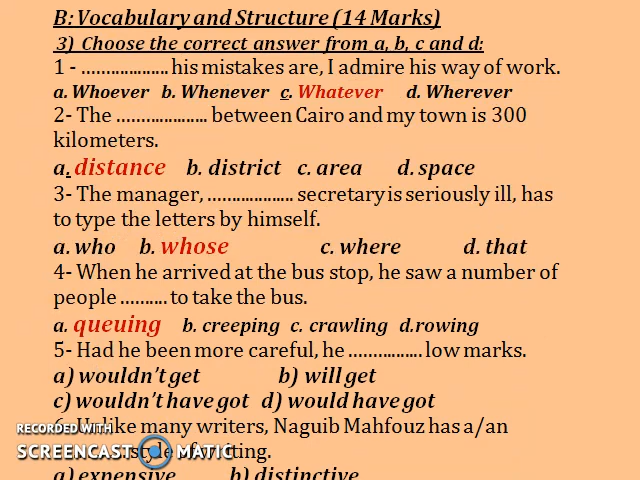 B: Vocabulary and Structure (14 Marks)
3) Choose the correct answer from a, b, c and d:
1 - ................... his mistakes are, I admire his way of work.
a. Whoever b. Whenever c. Whatever d. Wherever
2- The .................... between Cairo and my town is 300
kilometers.
a. distance b. district c. area d. space
3- The manager, ................... secretary is seriously ill, has
to type the letters by himself.
a. who b. whose c. where d. that
4- When he arrived at the bus stop, he saw a number of
people .......... to take the bus.
a. queuing b. creeping c. crawling d.rowing
5- Had he been more careful, he ................ low marks.
a) wouldn't get b) will get
c) wouldn't have got d) would have got
6- Unlike many writers, Naguib Mahfouz has a/an
style of writing.
a) expensive b) distinctive
RECORDED WITH
SCREENCAST MATIC